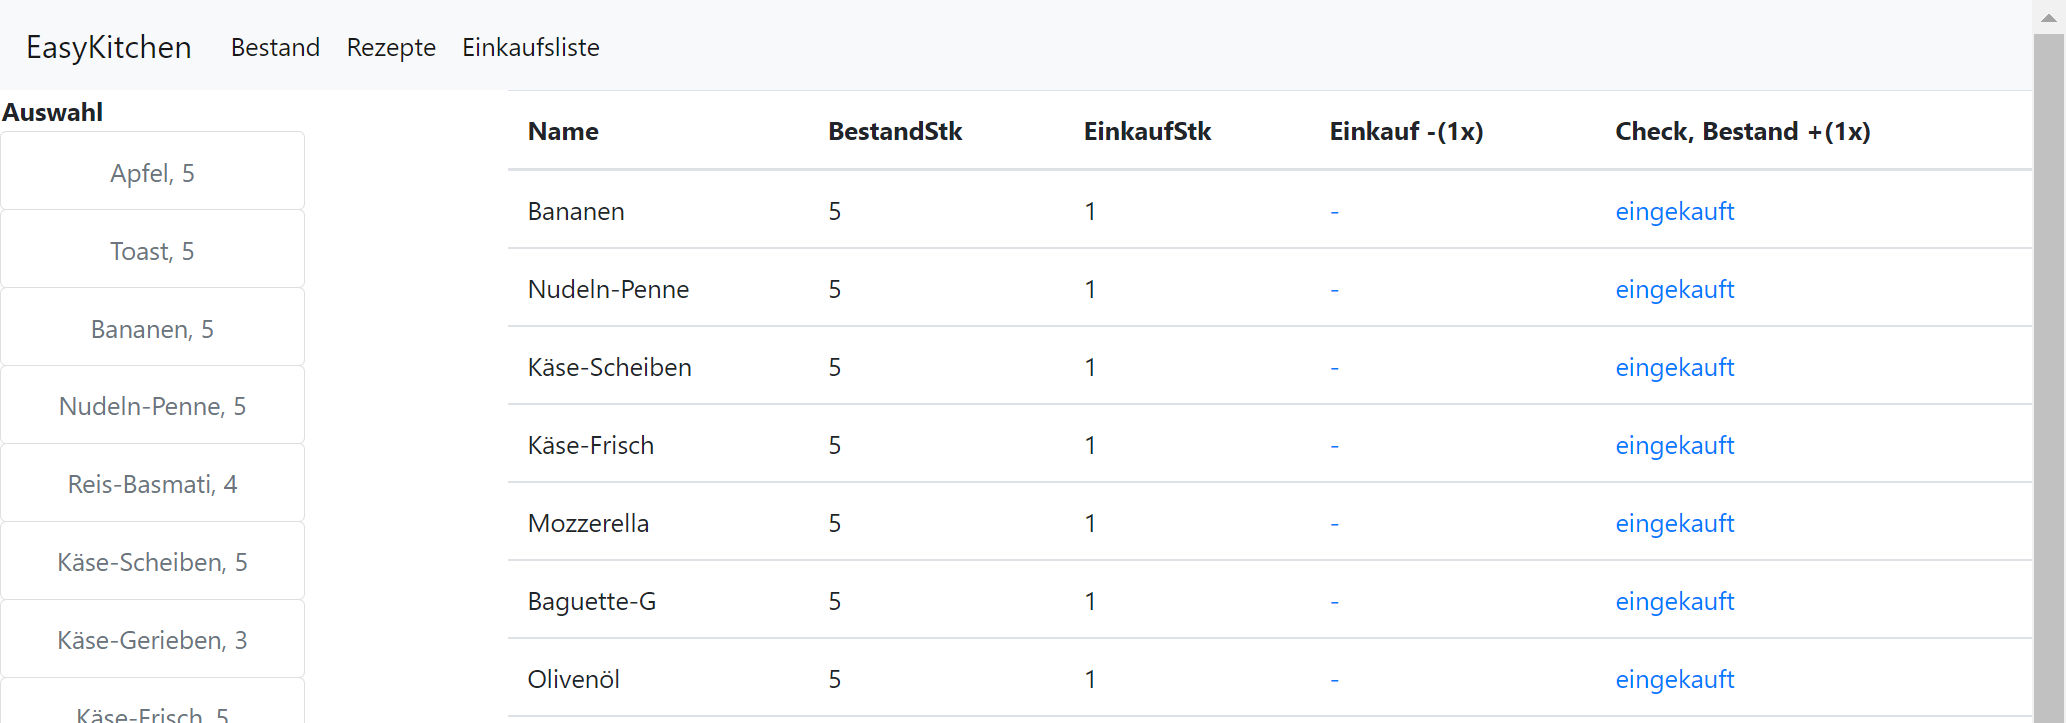 EasyKitchen Bestand Rezepte Einkaufsliste
Auswahl
Apfel, 5
Toast, 5
Bananen, 5
Nudeln-Penne, 5
Reis-Basmati, 4
Käse-Scheiben, 5
Käse-Gerieben, 3
Käse-Frisch, 5
Name BestandStk EinkaufStk Einkauf -(1x) Check, Bestand +(1x)
Bananen 5 1 - eingekauft
Nudeln-Penne 5 1 - eingekauft
Käse-Scheiben 5 1 - eingekauft
Käse-Frisch 5 1 - eingekauft
Mozzerella 5 1 - eingekauft
Baguette-G 5 1 - eingekauft
Olivenöl 5 1 - eingekauft